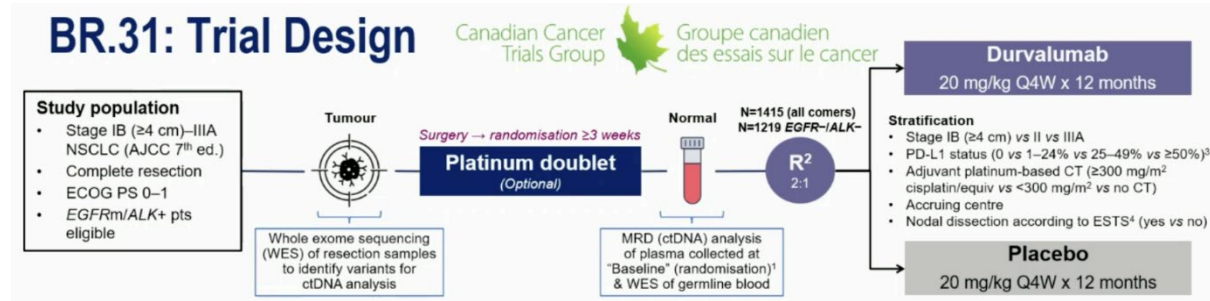 BR.31: Trial Design
Canadian Cancer
Trials Group
Groupe canadien
des essais sur le cancer
Study population
• Stage IB (≥4 cm)–IIIA
NSCLC (AJCC 7th ed.)
• Complete resection
• ECOG PS 0–1
• EGFRm/ALK+ pts
eligible
Tumour
Whole exome sequencing
(WES) of resection samples
to identify variants for
ctDNA analysis
Surgery → randomisation ≥3 weeks
Platinum doublet
(Optional)
Normal
MRD (ctDNA) analysis
of plasma collected at
"Baseline" (randomisation)¹
& WES of germline blood
N=1415 (all comers)
N=1219 EGFR−/ALK−
R²
2:1
Durvalumab
20 mg/kg Q4W x 12 months
Stratification
• Stage IB (≥4 cm) vs II vs IIIA
• PD-L1 status (0 vs 1–24% vs 25–49% vs ≥50%)³
• Adjuvant platinum-based CT (≥300 mg/m²
cisplatin/equiv vs <300 mg/m² vs no CT)
• Accruing centre
• Nodal dissection according to ESTS⁴ (yes vs no)
Placebo
20 mg/kg Q4W x 12 months